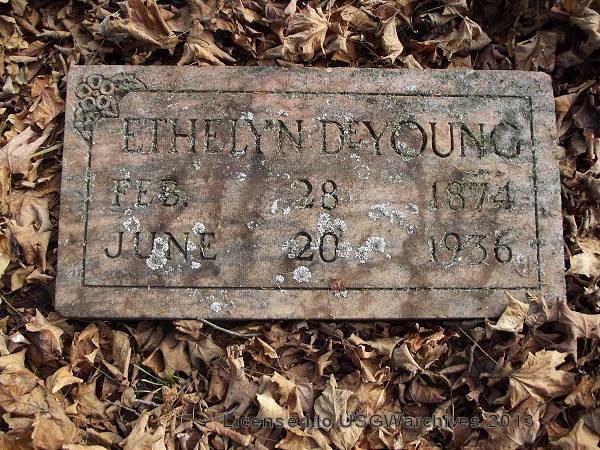 ETHELYN DEYOUNG
FEB. 28 1874
JUNE 20 1936
Licensed to USGWarchives 2013